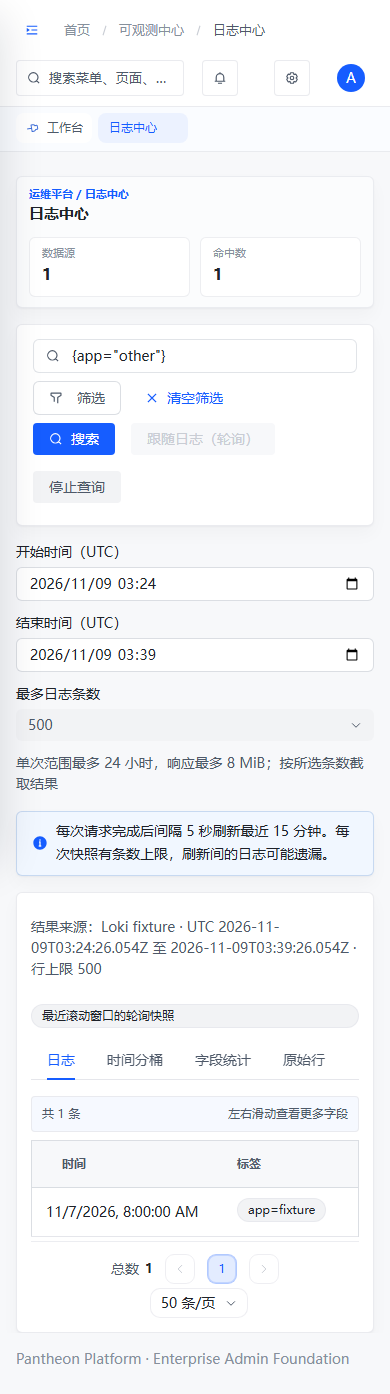 首页 / 可观测中心 / 日志中心
搜索菜单、页面、...
A
工作台 日志中心
运维平台 / 日志中心
日志中心
数据源
1
命中数
1
{app="other"}
筛选 清空筛选
搜索 跟随日志（轮询）
停止查询
开始时间（UTC）
2026/11/09 03:24
结束时间（UTC）
2026/11/09 03:39
最多日志条数
500
单次范围最多 24 小时，响应最多 8 MiB；按所选条数截
取结果
每次请求完成后间隔 5 秒刷新最近 15 分钟。每
次快照有条数上限，刷新间的日志可能遗漏。
结果来源：Loki fixture · UTC 2026-11-
09T03:24:26.054Z 至 2026-11-09T03:39:26.054Z ·
行上限 500
最近滚动窗口的轮询快照
日志 时间分桶 字段统计 原始行
共 1 条 左右滑动查看更多字段
时间 标签
11/7/2026, 8:00:00 AM app=fixture
总数 1 1
50 条/页
Pantheon Platform · Enterprise Admin Foundation